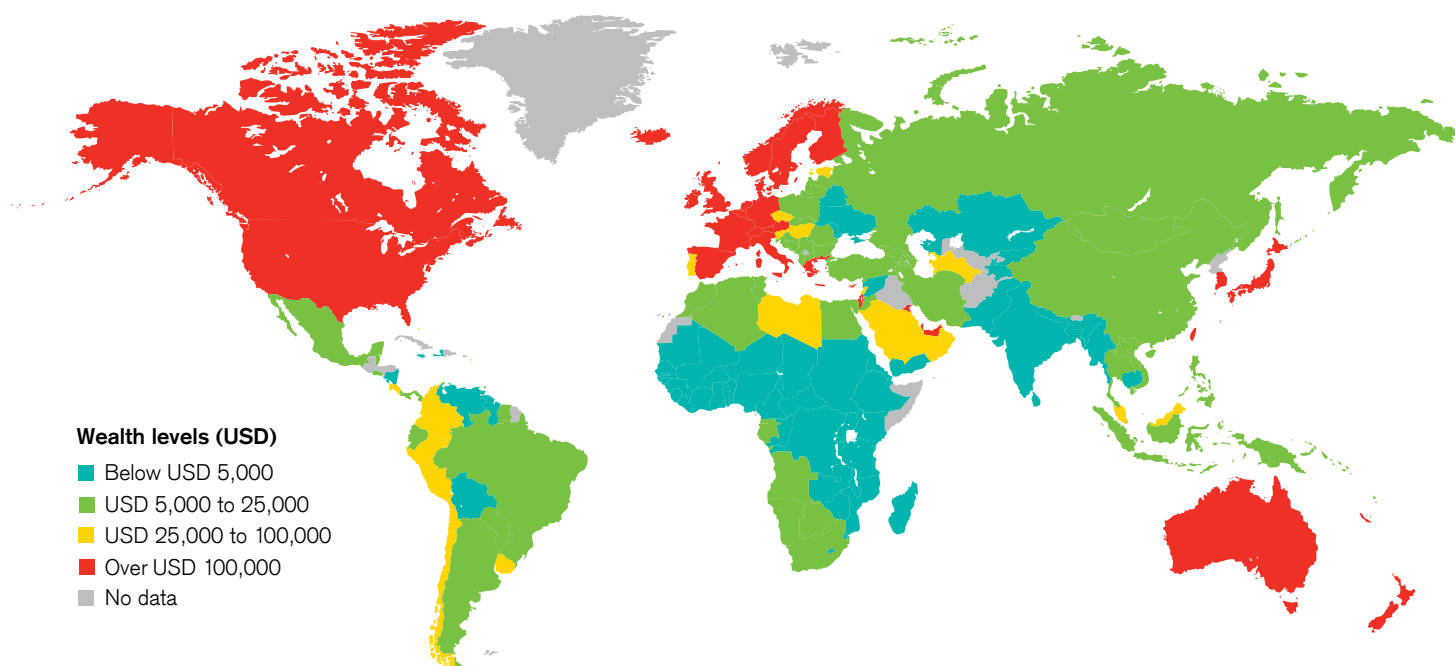 Wealth levels (USD)
Below USD 5,000
USD 5,000 to 25,000
USD 25,000 to 100,000
Over USD 100,000
No data